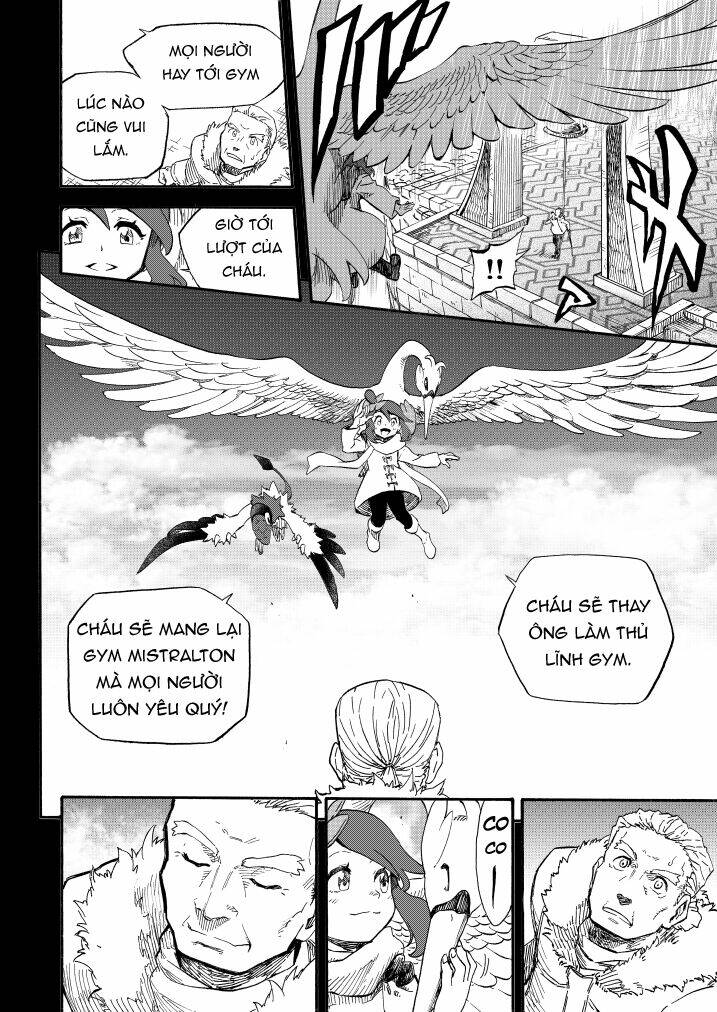 !!
MỌI NGƯỜI
HAY TỚI GYM
LÚC NÀO
CŨNG VUI
LẮM.
GIỜ TỚI
LƯỢT CỦA
CHÁU.
CHÁU SẼ THAY
ÔNG LÀM THỦ
LĨNH GYM.
CHÁU SẼ MANG LẠI
GYM MISTRALTON
MÀ MỌI NGƯỜI
LUÔN YÊU QUÝ!
CO
CO